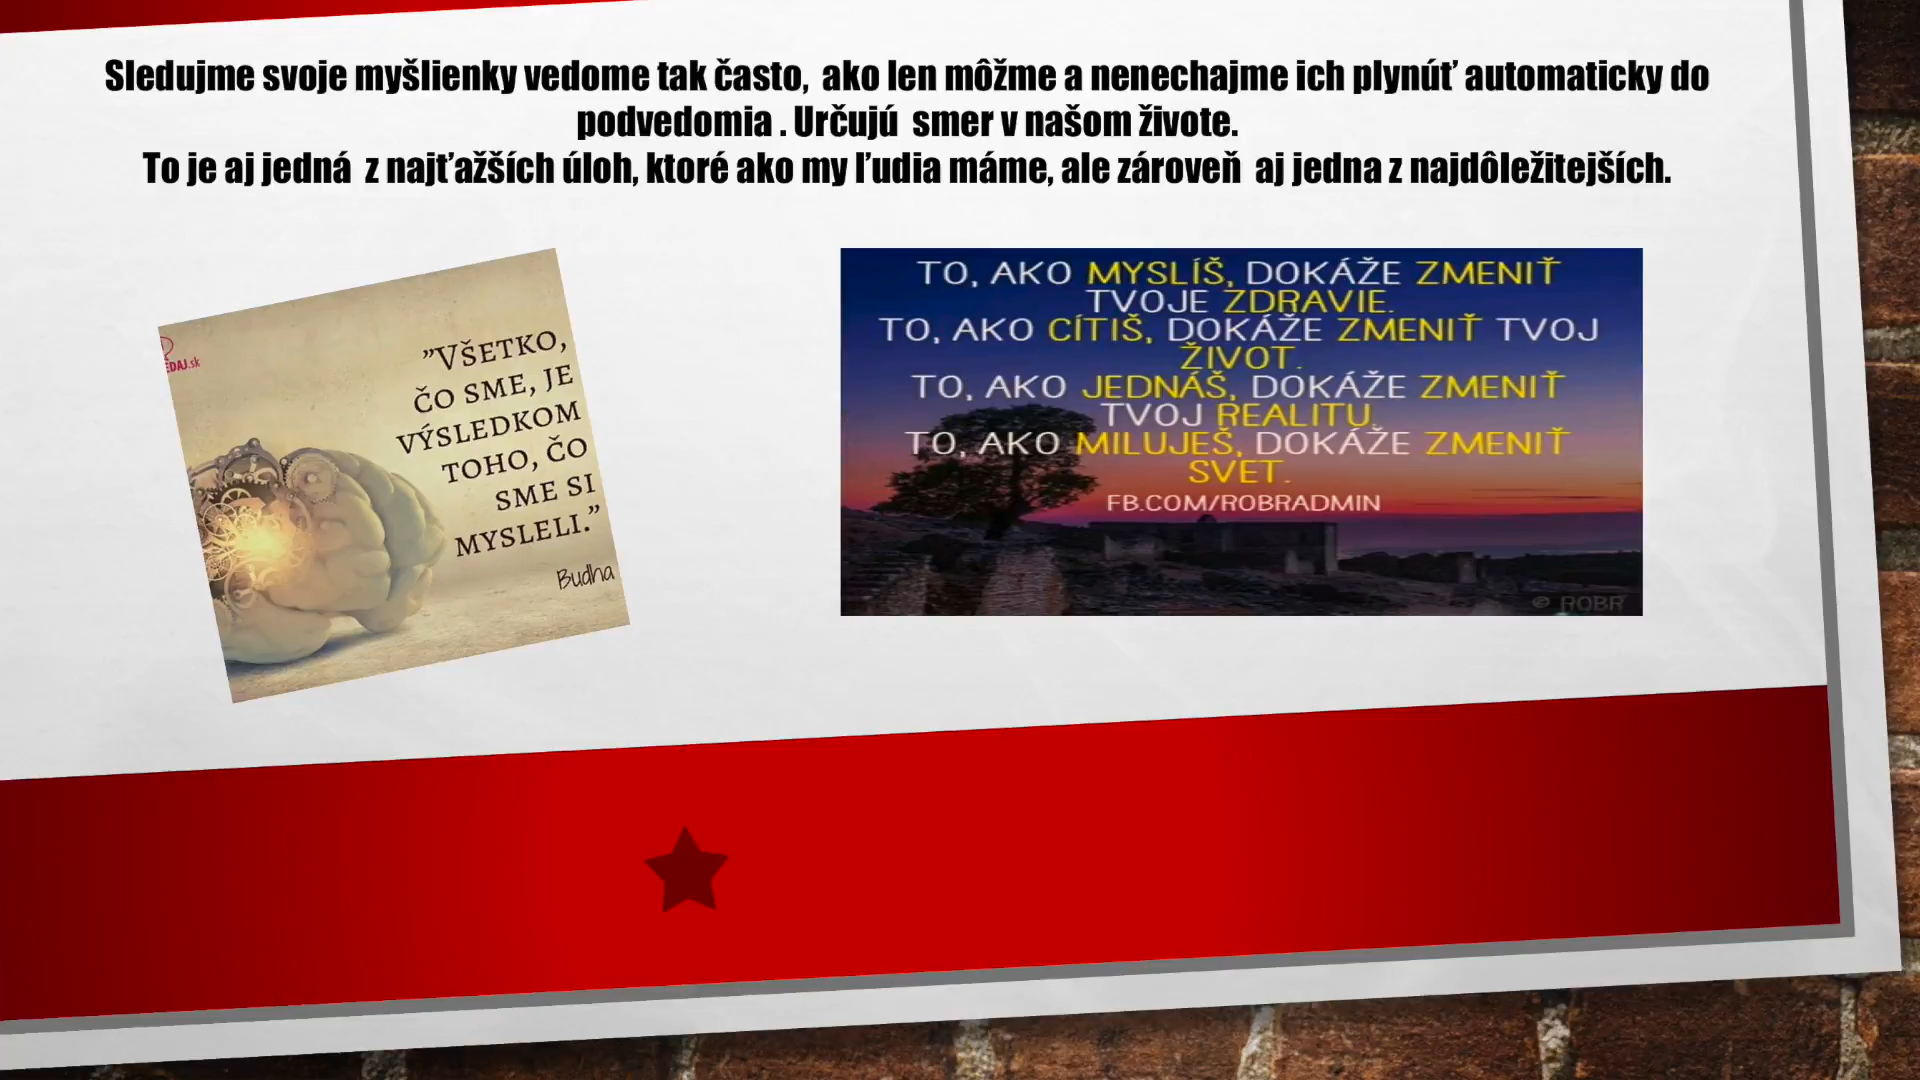 Sledujme svoje myšlienky vedome tak často, ako len môžme a nenechajme ich plynúť automaticky do
podvedomia . Určujú smer v našom živote.
To je aj jedná z najťažších úloh, ktoré ako my ľudia máme, ale zároveň aj jedna z najdôležitejších.
EDAJ.sk
”VŠETKO,
ČO SME, JE
VÝSLEDKOM
TOHO, ČO
SME SI
MYSLELI.”
Budha
TO, AKO MYSLÍŠ, DOKÁŽE ZMENIŤ
TVOJE ZDRAVIE.
TO, AKO CÍTIŠ, DOKÁŽE ZMENIŤ TVOJ
ŽIVOT.
TO, AKO JEDNÁŠ, DOKÁŽE ZMENIŤ
TVOJ REALITU.
TO, AKO MILUJEŠ, DOKÁŽE ZMENIŤ
SVET.
FB.COM/ROBRADMIN
© ROBR